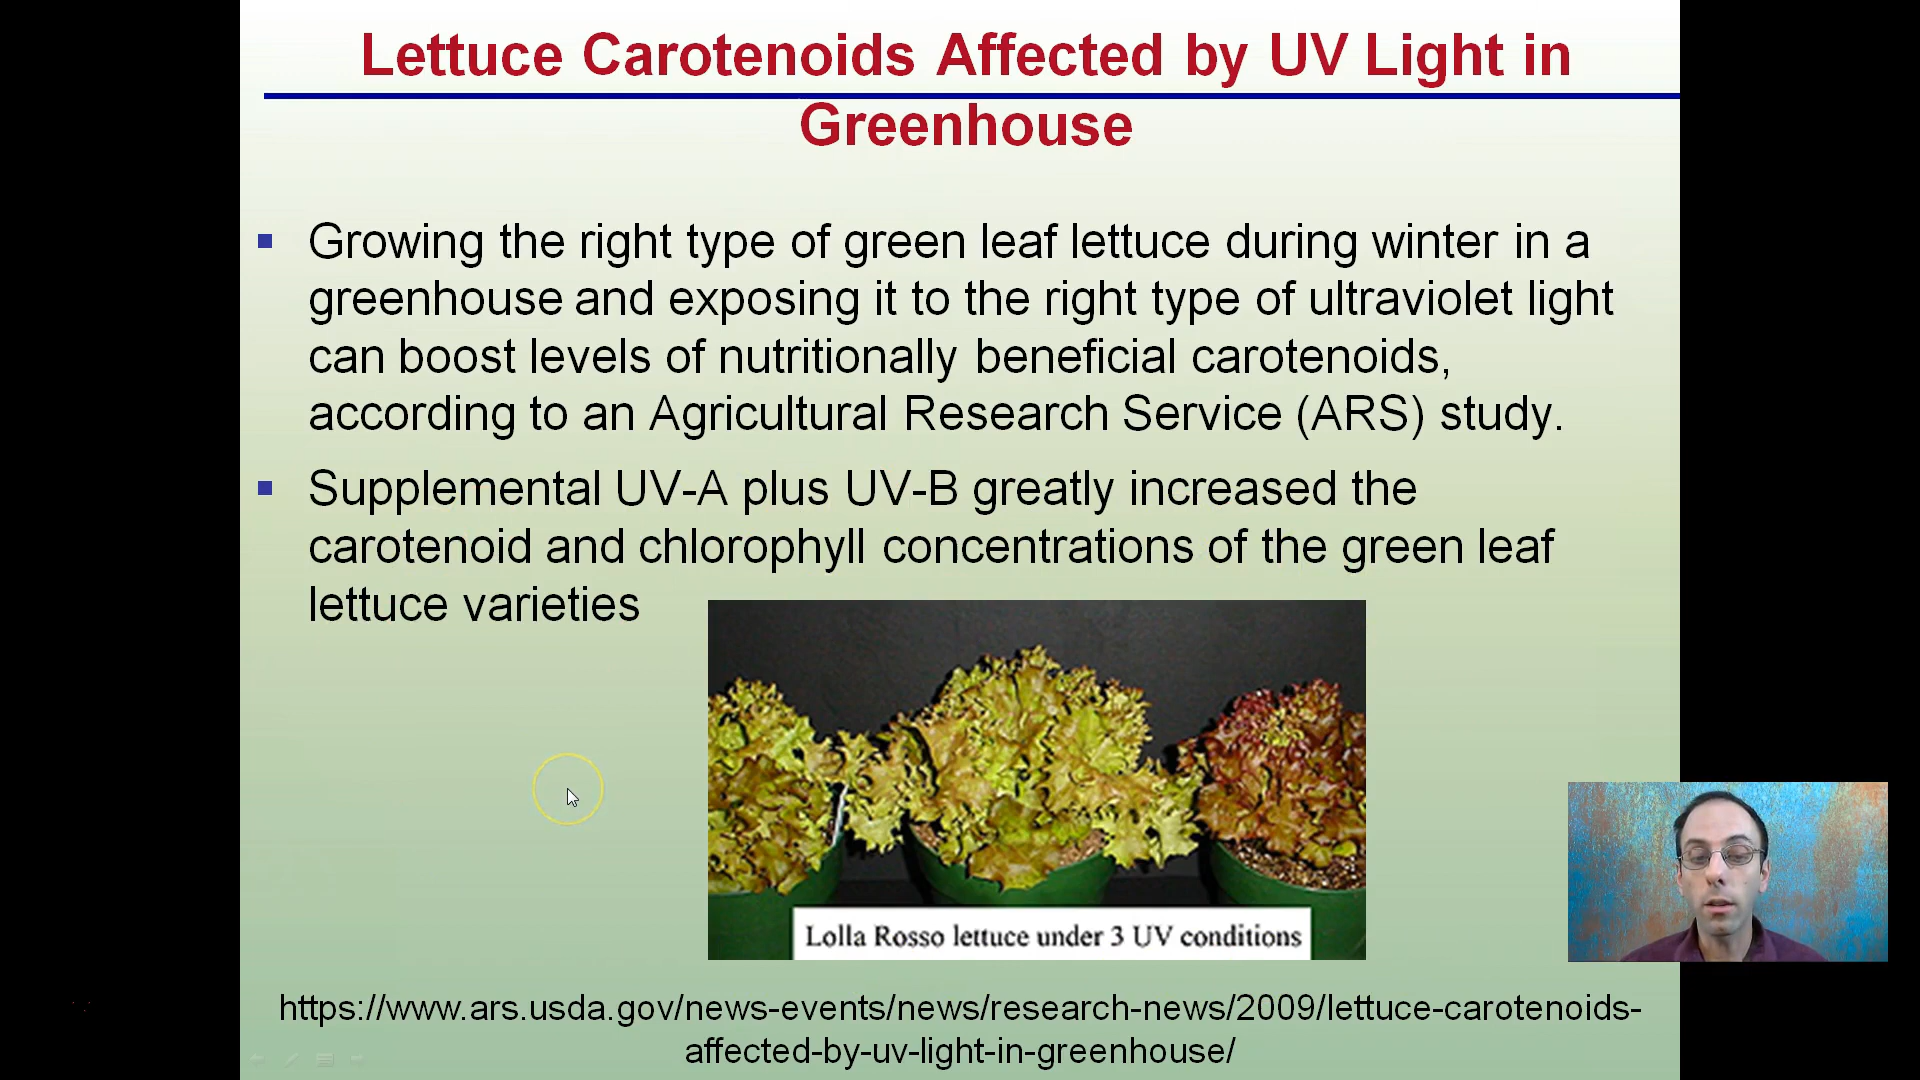 Lettuce Carotenoids Affected by UV Light in
Greenhouse
Growing the right type of green leaf lettuce during winter in a
greenhouse and exposing it to the right type of ultraviolet light
can boost levels of nutritionally beneficial carotenoids,
according to an Agricultural Research Service (ARS) study.
Supplemental UV-A plus UV-B greatly increased the
carotenoid and chlorophyll concentrations of the green leaf
lettuce varieties
Lolla Rosso lettuce under 3 UV conditions
https://www.ars.usda.gov/news-events/news/research-news/2009/lettuce-carotenoids-
affected-by-uv-light-in-greenhouse/